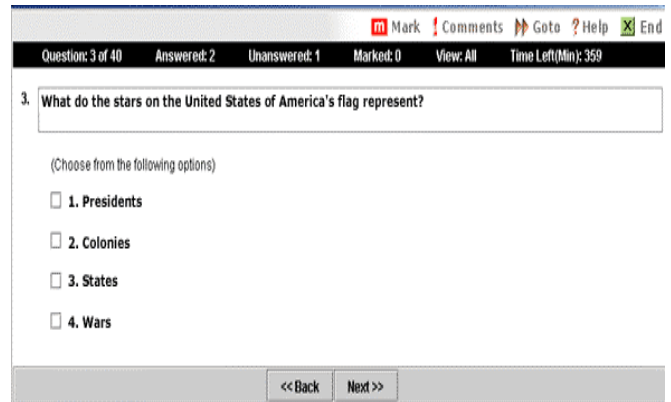 m Mark ! Comments Goto ? Help X End
Question: 3 of 40 Answered: 2 Unanswered: 1 Marked: 0 View: All Time Left(Min): 359
3. What do the stars on the United States of America's flag represent?
(Choose from the following options)
1. Presidents
2. Colonies
3. States
4. Wars
<< Back Next >>